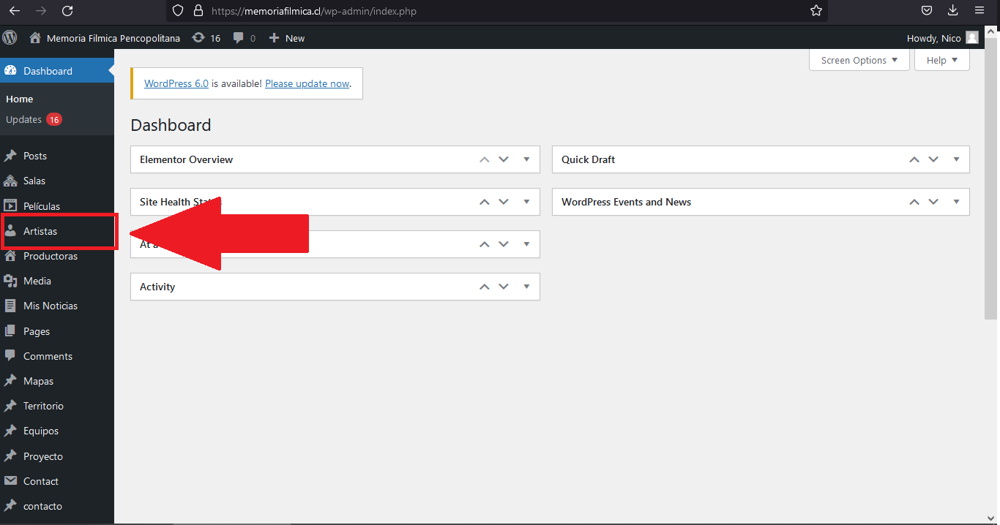 https://memoriafilmica.cl/wp-admin/index.php
Memoria Filmica Pencopolitana 16 0 New Howdy, Nico
Screen Options Help
Dashboard
Home
Updates 16
Posts
Salas
Películas
Artistas
Productoras
Media
Mis Noticias
Pages
Comments
Mapas
Territorio
Equipos
Proyecto
Contact
contacto
WordPress 6.0 is available! Please update now.
Dashboard
Elementor Overview
Site Health
At a
Activity
Quick Draft
WordPress Events and News